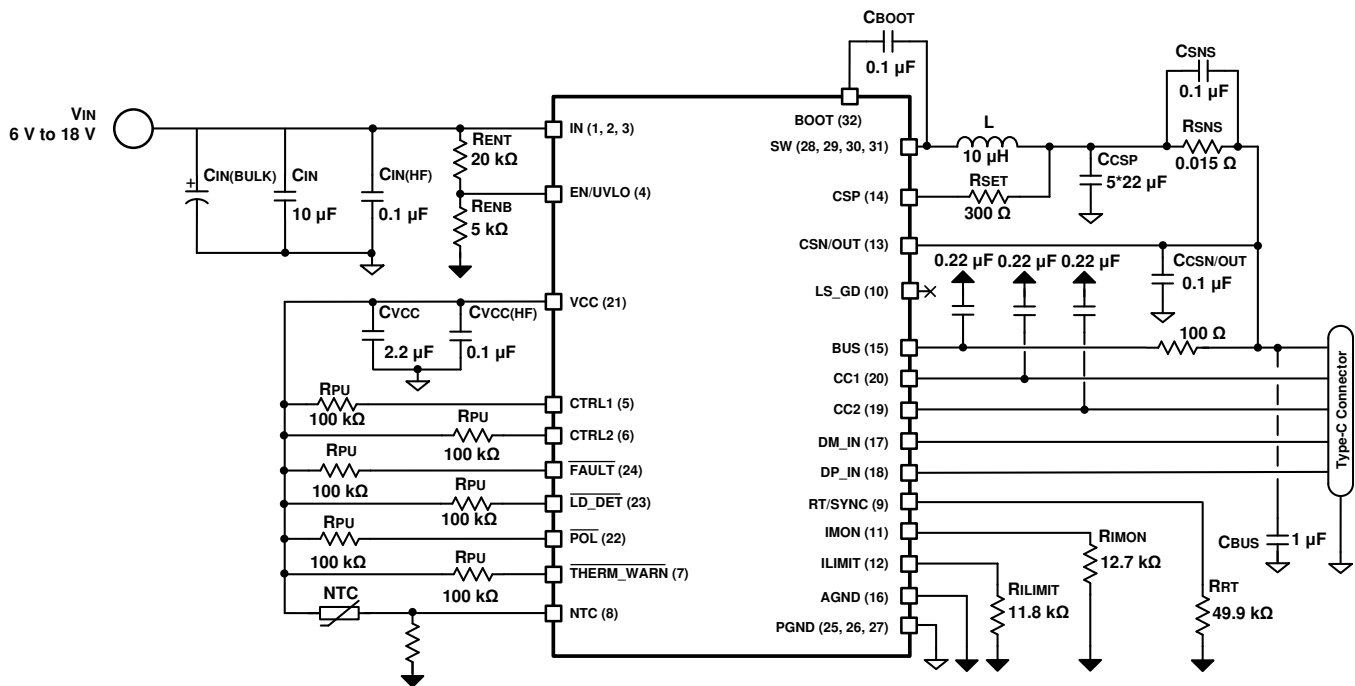 CBOOT
0.1 µF
CSNS
0.1 µF
VIN
6 V to 18 V
IN (1, 2, 3)
BOOT (32)
SW (28, 29, 30, 31)
L
10 µH
RSNS
0.015 Ω
CCSP
5*22 µF
RENT
20 kΩ
CIN(BULK)
+
CIN
10 µF
CIN(HF)
0.1 µF
EN/UVLO (4)
RENB
5 kΩ
CSP (14)
RSET
300 Ω
CSN/OUT (13)
CCSN/OUT
0.1 µF
0.22 µF
0.22 µF
0.22 µF
LS_GD (10)
VCC (21)
CVCC
2.2 µF
CVCC(HF)
0.1 µF
BUS (15)
100 Ω
CC1 (20)
CC2 (19)
DM_IN (17)
DP_IN (18)
Type-C Connector
RPU
100 kΩ
CTRL1 (5)
RPU
100 kΩ
CTRL2 (6)
RPU
100 kΩ
FAULT (24)
RPU
100 kΩ
LD_DET (23)
RPU
100 kΩ
POL (22)
RPU
100 kΩ
THERM_WARN (7)
NTC
NTC (8)
RT/SYNC (9)
IMON (11)
RIMON
12.7 kΩ
CBUS
1 µF
ILIMIT (12)
RILIMIT
11.8 kΩ
RRT
49.9 kΩ
AGND (16)
PGND (25, 26, 27)